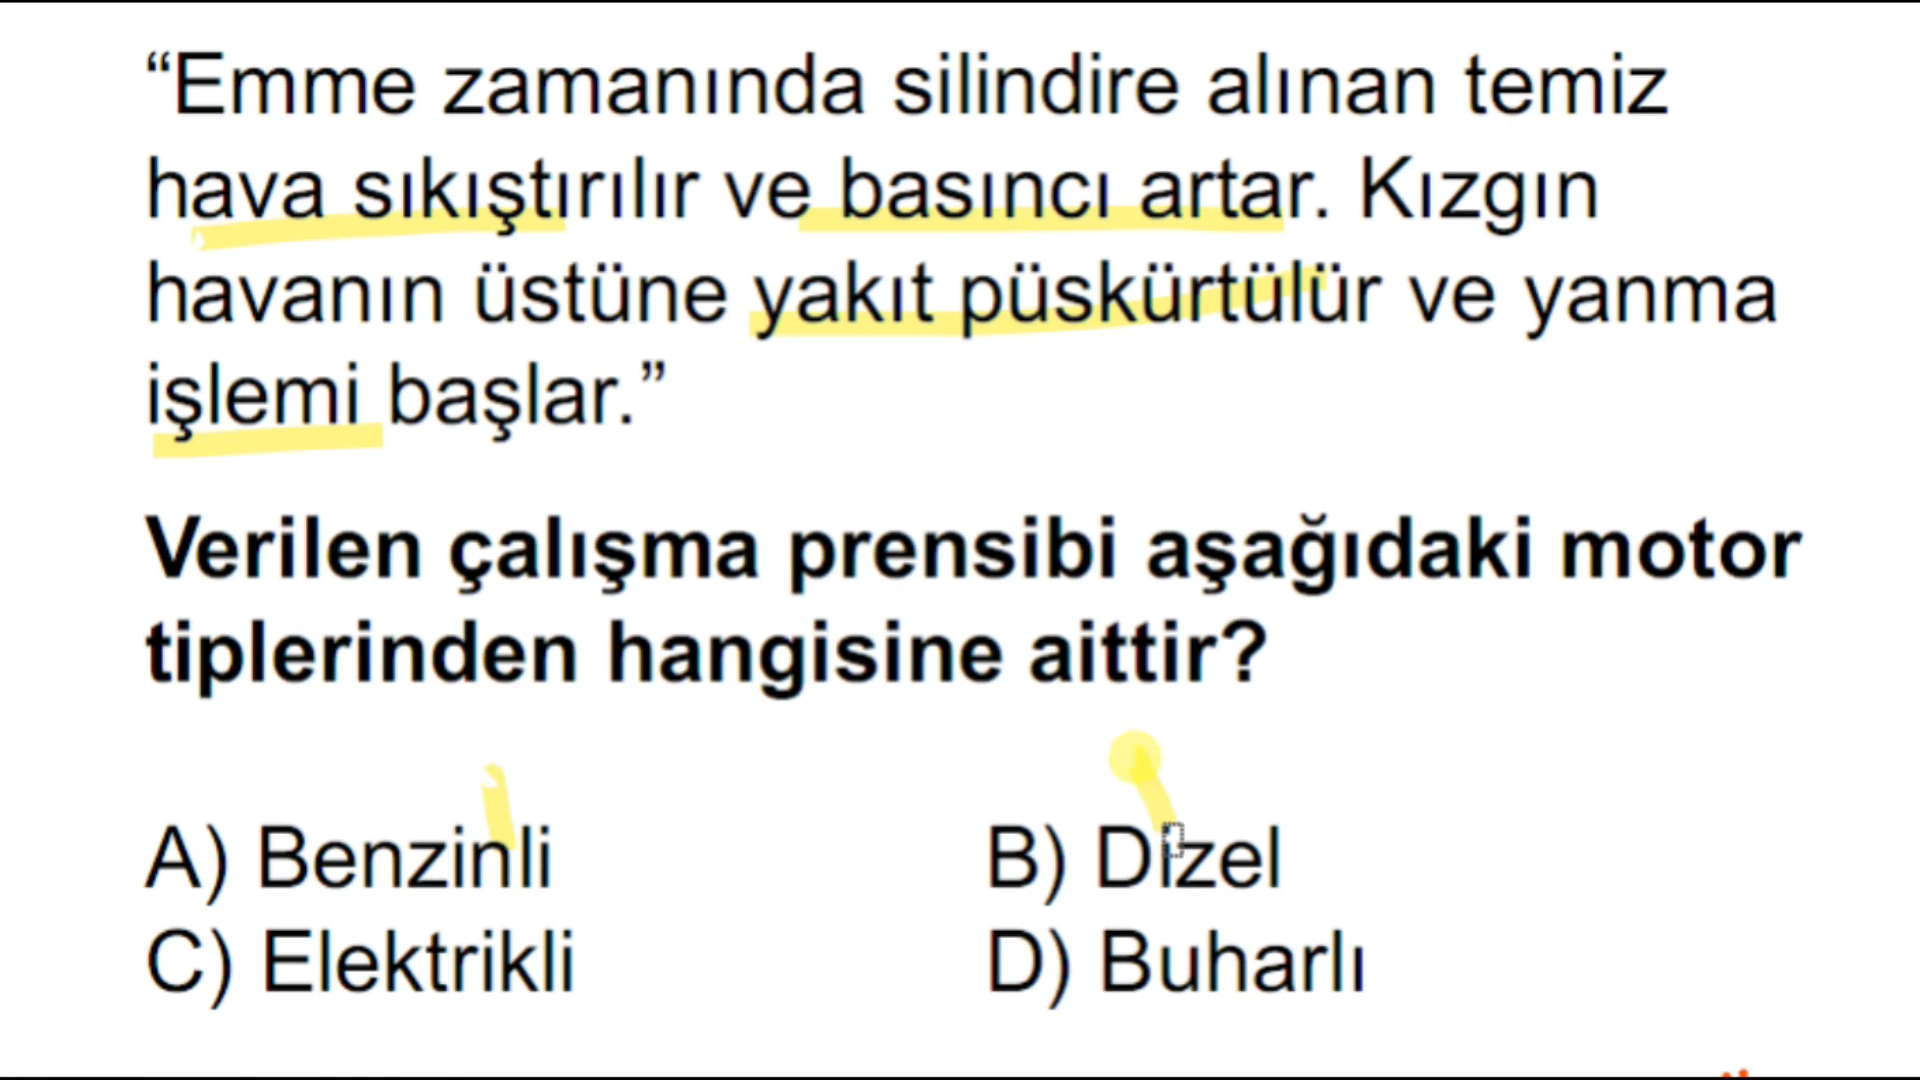 “Emme zamanında silindire alınan temiz
hava sıkıştırılır ve basıncı artar. Kızgın
havanın üstüne yakıt püskürtülür ve yanma
işlemi başlar.”
Verilen çalışma prensibi aşağıdaki motor
tiplerinden hangisine aittir?
A) Benzinli
B) Dizel
C) Elektrikli
D) Buharlı